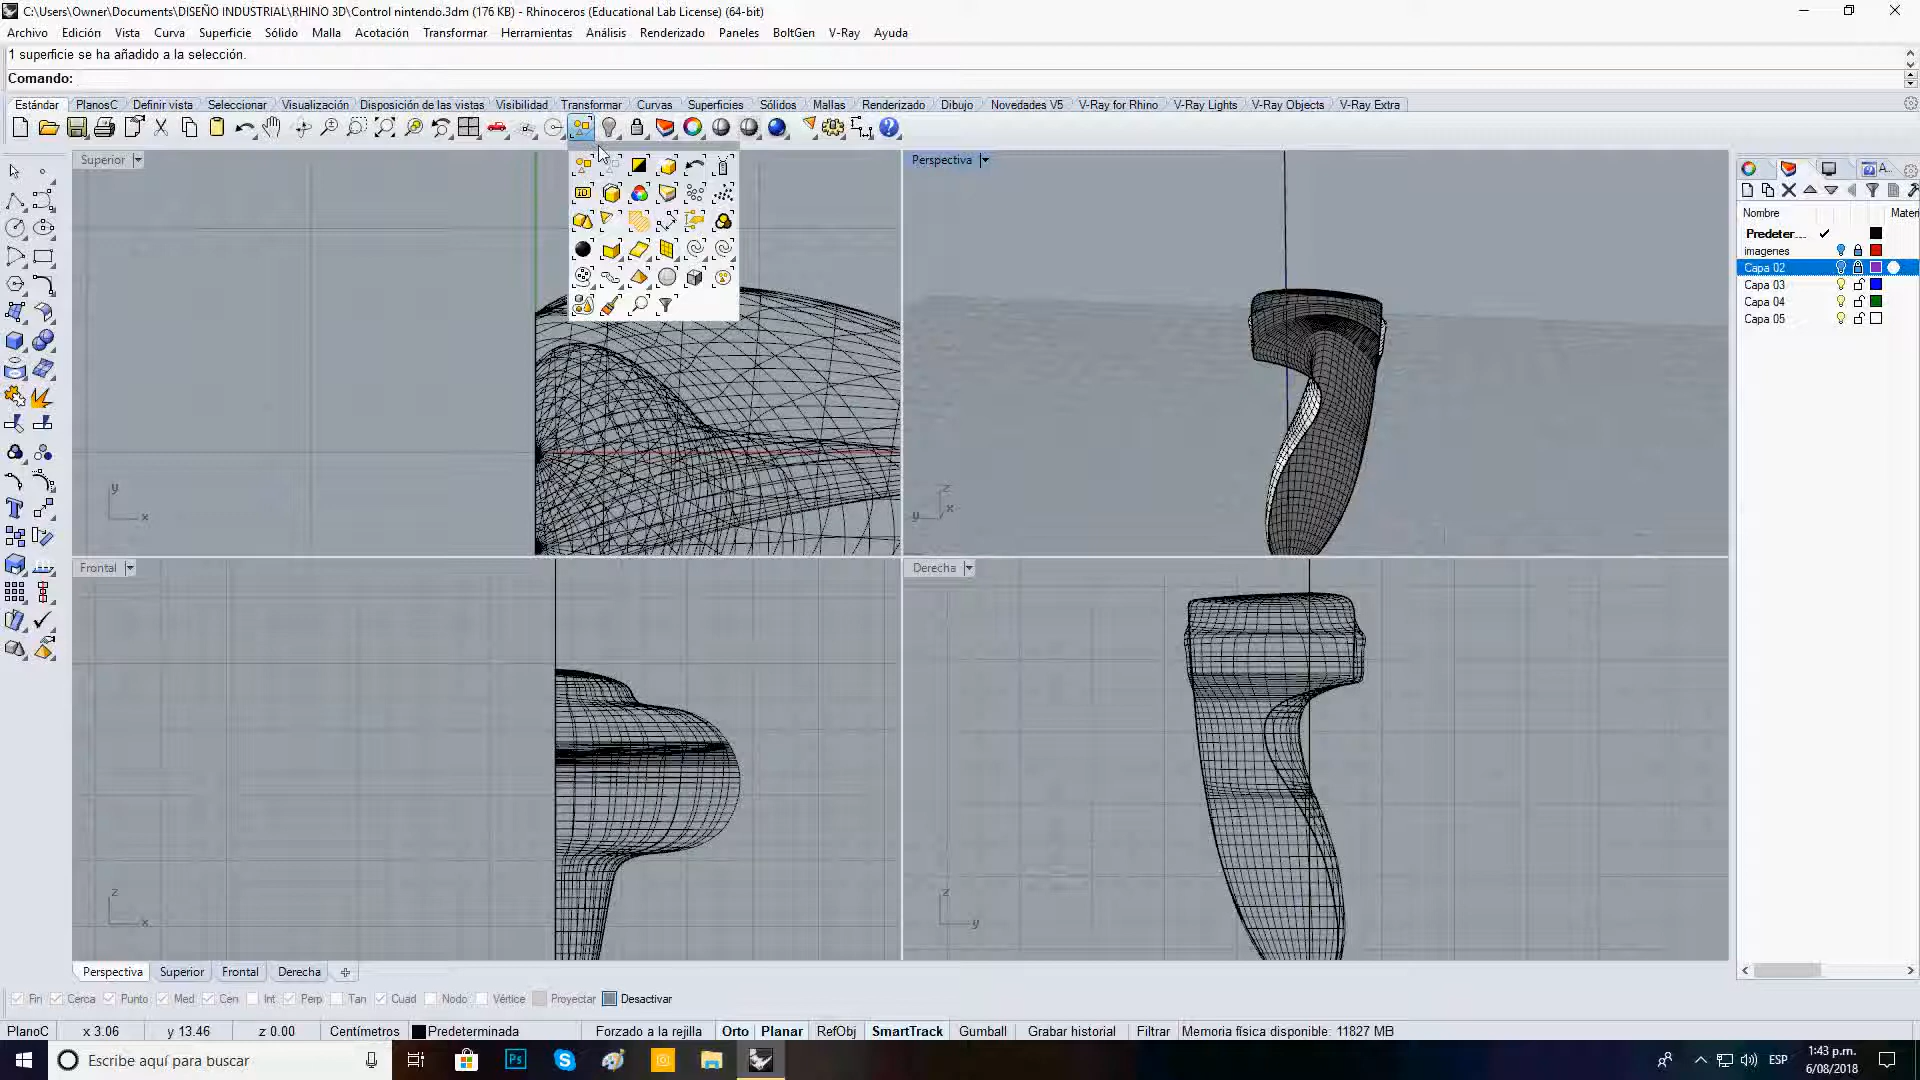 C:\Users\Owner\Documents\DISEÑO INDUSTRIAL\RHINO 3D\Control nintendo.3dm (176 KB) - Rhinoceros (Educational Lab License) (64-bit)
Archivo Edición Vista Curva Superficie Sólido Malla Acotación Transformar Herramientas Análisis Renderizado Paneles BoltGen V-Ray Ayuda
1 superficie se ha añadido a la selección.
Comando:
Estándar PlanosC Definir vista Seleccionar Visualización Disposición de las vistas Visibilidad Transformar Curvas Superficies Sólidos Mallas Renderizado Dibujo Novedades V5 V-Ray for Rhino V-Ray Lights V-Ray Objects V-Ray Extra
Superior
Perspectiva
A...
Nombre Mater
Predeter...
imagenes
Capa 02
Capa 03
Capa 04
Capa 05
ID
y
x
z
y
x
Frontal
Derecha
z
x
z
y
Perspectiva Superior Frontal Derecha
Fin Cerca Punto Med Cen Int Perp Tan Cuad Nodo Vértice Proyectar Desactivar
PlanoC x 3.06 y 13.46 z 0.00 Centímetros Predeterminada Forzado a la rejilla Orto Planar RefObj SmartTrack Gumball Grabar historial Filtrar Memoria física disponible: 11827 MB
Escribe aquí para buscar
Ps
ESP
1:43 p.m.
6/08/2018